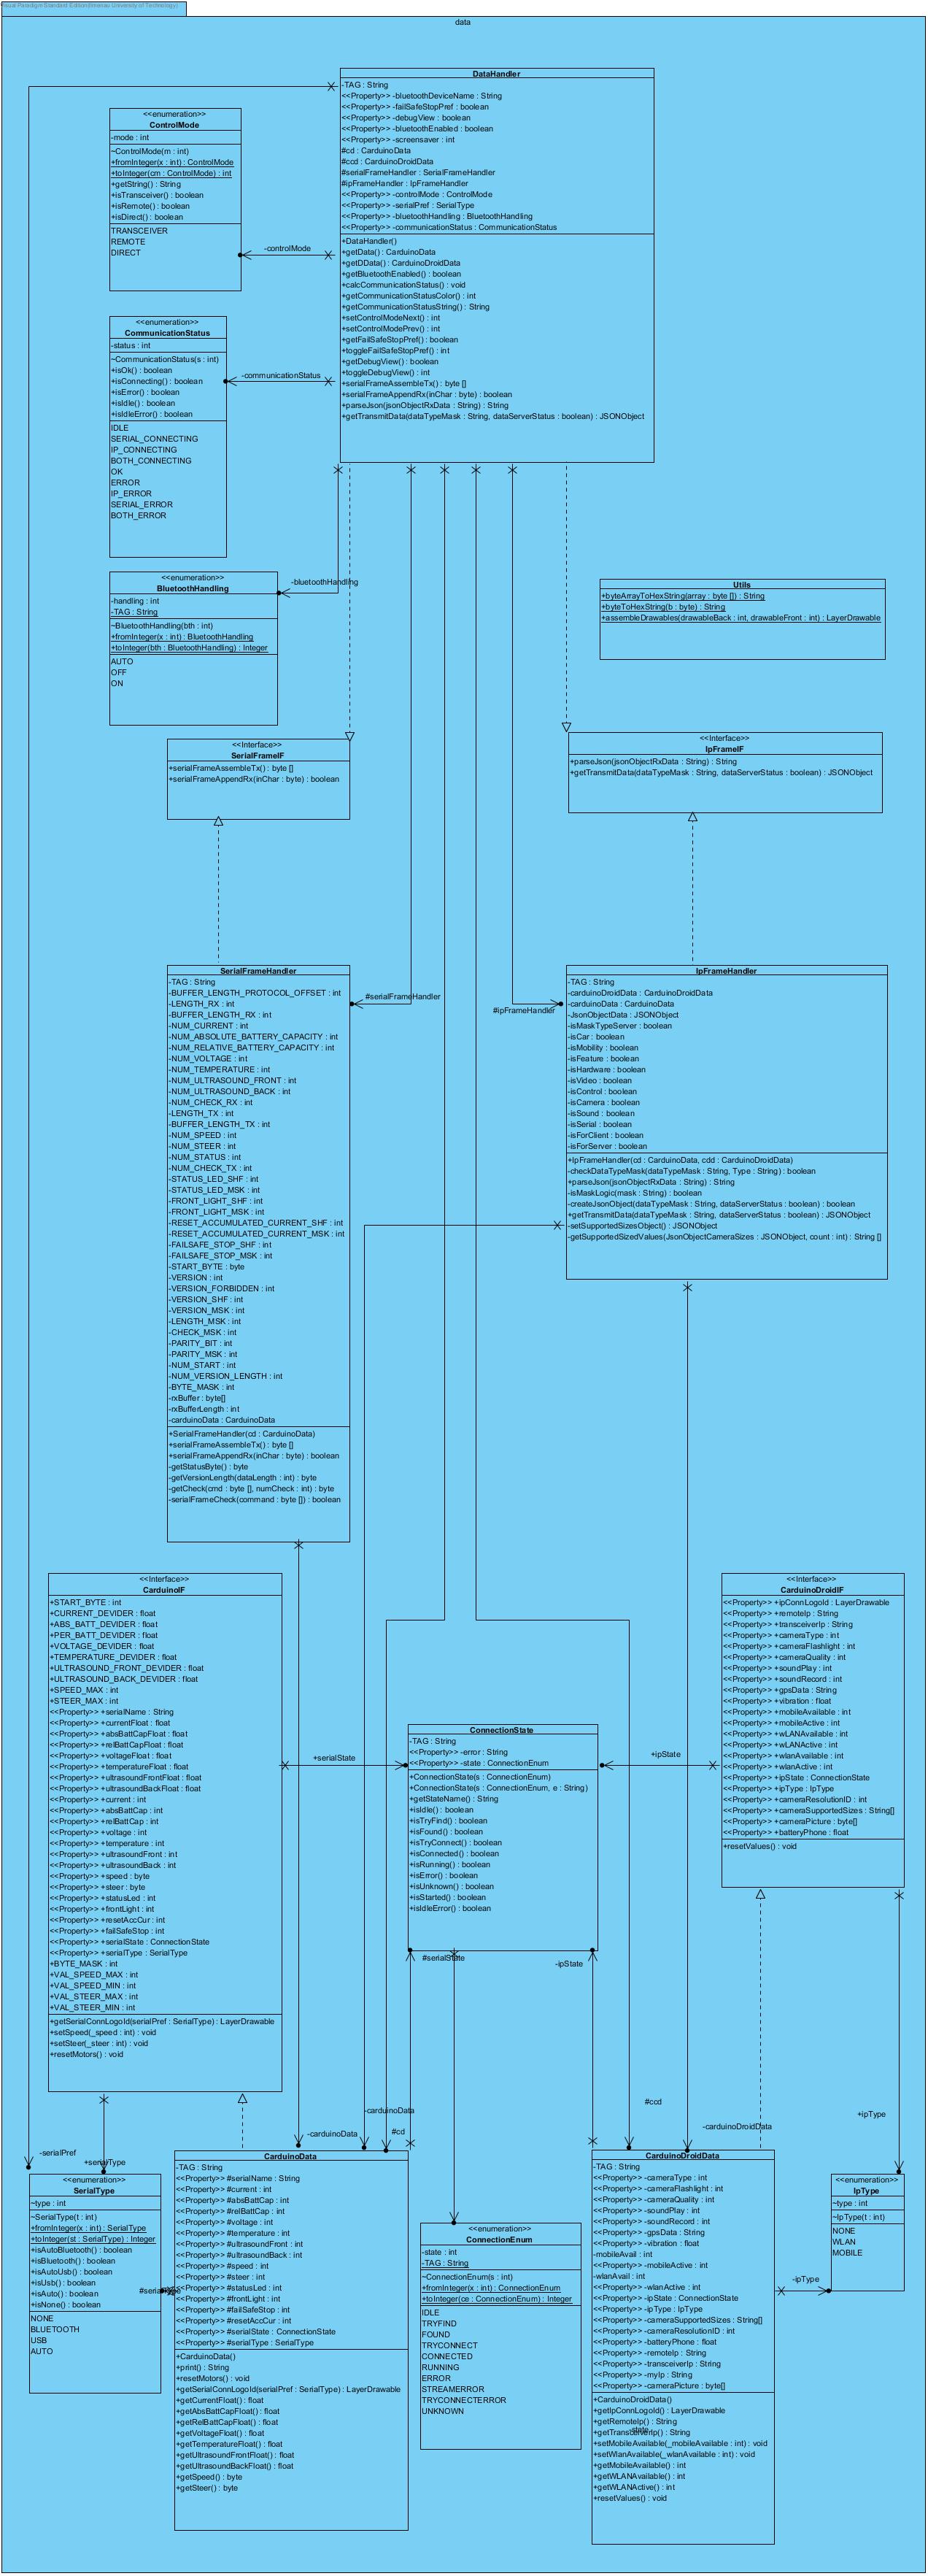 Visual Paradigm Standard Edition(Ilmenau University of Technology)
data
DataHandler
-TAG : String
<<Property>> -bluetoothDeviceName : String
<<Property>> -failSafeStopPref : boolean
<<Property>> -debugView : boolean
<<Property>> -bluetoothEnabled : boolean
<<Property>> -screensaver : int
#cd : CarduinoData
#ccd : CarduinoDroidData
#serialFrameHandler : SerialFrameHandler
#ipFrameHandler : IpFrameHandler
<<Property>> -controlMode : ControlMode
<<Property>> -serialPref : SerialType
<<Property>> -bluetoothHandling : BluetoothHandling
<<Property>> -communicationStatus : CommunicationStatus
+DataHandler()
+getData() : CarduinoData
+getDData() : CarduinoDroidData
+getBluetoothEnabled() : boolean
+calcCommunicationStatus() : void
+getCommunicationStatusColor() : int
+getCommunicationStatusString() : String
+setControlModeNext() : int
+setControlModePrev() : int
+getFailSafeStopPref() : boolean
+toggleFailSafeStopPref() : int
+getDebugView() : boolean
+toggleDebugView() : int
+serialFrameAssembleTx() : byte []
+serialFrameAppendRx(inChar : byte) : boolean
+parseJson(jsonObjectRxData : String) : String
+getTransmitData(dataTypeMask : String, dataServerStatus : boolean) : JSONObject
<<enumeration>>
ControlMode
-mode : int
~ControlMode(m : int)
+fromInteger(x : int) : ControlMode
+toInteger(cm : ControlMode) : int
+getString() : String
+isTransceiver() : boolean
+isRemote() : boolean
+isDirect() : boolean
TRANSCEIVER
REMOTE
DIRECT
-controlMode
<<enumeration>>
CommunicationStatus
-status : int
~CommunicationStatus(s : int)
+isOk() : boolean
+isConnecting() : boolean
+isError() : boolean
+isIdle() : boolean
+isIdleError() : boolean
IDLE
SERIAL_CONNECTING
IP_CONNECTING
BOTH_CONNECTING
OK
ERROR
IP_ERROR
SERIAL_ERROR
BOTH_ERROR
-communicationStatus
<<enumeration>>
BluetoothHandling
-handling : int
-TAG : String
~BluetoothHandling(bth : int)
+fromInteger(x : int) : BluetoothHandling
+toInteger(bth : BluetoothHandling) : Integer
AUTO
OFF
ON
-bluetoothHandling
Utils
+byteArrayToHexString(array : byte []) : String
+byteToHexString(b : byte) : String
+assembleDrawables(drawableBack : int, drawableFront : int) : LayerDrawable
<<Interface>>
SerialFrameIF
+serialFrameAssembleTx() : byte []
+serialFrameAppendRx(inChar : byte) : boolean
<<Interface>>
IpFrameIF
+parseJson(jsonObjectRxData : String) : String
+getTransmitData(dataTypeMask : String, dataServerStatus : boolean) : JSONObject
SerialFrameHandler
-TAG : String
-BUFFER_LENGTH_PROTOCOL_OFFSET : int
-LENGTH_RX : int
-BUFFER_LENGTH_RX : int
-NUM_CURRENT : int
-NUM_ABSOLUTE_BATTERY_CAPACITY : int
-NUM_RELATIVE_BATTERY_CAPACITY : int
-NUM_VOLTAGE : int
-NUM_TEMPERATURE : int
-NUM_ULTRASOUND_FRONT : int
-NUM_ULTRASOUND_BACK : int
-NUM_CHECK_RX : int
-LENGTH_TX : int
-BUFFER_LENGTH_TX : int
-NUM_SPEED : int
-NUM_STEER : int
-NUM_STATUS : int
-NUM_CHECK_TX : int
-STATUS_LED_SHF : int
-STATUS_LED_MSK : int
-FRONT_LIGHT_SHF : int
-FRONT_LIGHT_MSK : int
-RESET_ACCUMULATED_CURRENT_SHF : int
-RESET_ACCUMULATED_CURRENT_MSK : int
-FAILSAFE_STOP_SHF : int
-FAILSAFE_STOP_MSK : int
-START_BYTE : byte
-VERSION : int
-VERSION_FORBIDDEN : int
-VERSION_SHF : int
-VERSION_MSK : int
-LENGTH_MSK : int
-CHECK_MSK : int
-PARITY_BIT : int
-PARITY_MSK : int
-NUM_START : int
-NUM_VERSION_LENGTH : int
-BYTE_MASK : int
-rxBuffer : byte[]
-rxBufferLength : int
-carduinoData : CarduinoData
+SerialFrameHandler(cd : CarduinoData)
+serialFrameAssembleTx() : byte []
+serialFrameAppendRx(inChar : byte) : boolean
-getStatusByte() : byte
-getVersionLength(dataLength : int) : byte
-getCheck(cmd : byte [], numCheck : int) : byte
-serialFrameCheck(command : byte []) : boolean
#serialFrameHandler
#ipFrameHandler
IpFrameHandler
-TAG : String
-carduinoDroidData : CarduinoDroidData
-carduinoData : CarduinoData
-JsonObjectData : JSONObject
-isMaskTypeServer : boolean
-isCar : boolean
-isMobility : boolean
-isFeature : boolean
-isHardware : boolean
-isVideo : boolean
-isControl : boolean
-isCamera : boolean
-isSound : boolean
-isSerial : boolean
-isForClient : boolean
-isForServer : boolean
+IpFrameHandler(cd : CarduinoData, cdd : CarduinoDroidData)
-checkDataTypeMask(dataTypeMask : String, Type : String) : boolean
+parseJson(jsonObjectRxData : String) : String
-isMaskLogic(mask : String) : boolean
-createJsonObject(dataTypeMask : String, dataServerStatus : boolean) : boolean
+getTransmitData(dataTypeMask : String, dataServerStatus : boolean) : JSONObject
-setSupportedSizesObject() : JSONObject
-getSupportedSizedValues(JsonObjectCameraSizes : JSONObject, count : int) : String []
<<Interface>>
CarduinoIF
+START_BYTE : int
+CURRENT_DEVIDER : float
+ABS_BATT_DEVIDER : float
+PER_BATT_DEVIDER : float
+VOLTAGE_DEVIDER : float
+TEMPERATURE_DEVIDER : float
+ULTRASOUND_FRONT_DEVIDER : float
+ULTRASOUND_BACK_DEVIDER : float
+SPEED_MAX : int
+STEER_MAX : int
<<Property>> +serialName : String
<<Property>> +currentFloat : float
<<Property>> +absBattCapFloat : float
<<Property>> +relBattCapFloat : float
<<Property>> +voltageFloat : float
<<Property>> +temperatureFloat : float
<<Property>> +ultrasoundFrontFloat : float
<<Property>> +ultrasoundBackFloat : float
<<Property>> +current : int
<<Property>> +absBattCap : int
<<Property>> +relBattCap : int
<<Property>> +voltage : int
<<Property>> +temperature : int
<<Property>> +ultrasoundFront : int
<<Property>> +ultrasoundBack : int
<<Property>> +speed : byte
<<Property>> +steer : byte
<<Property>> +statusLed : int
<<Property>> +frontLight : int
<<Property>> +resetAccCur : int
<<Property>> +failSafeStop : int
<<Property>> +serialState : ConnectionState
<<Property>> +serialType : SerialType
+BYTE_MASK : int
+VAL_SPEED_MAX : int
+VAL_SPEED_MIN : int
+VAL_STEER_MAX : int
+VAL_STEER_MIN : int
+getSerialConnLogoId(serialPref : SerialType) : LayerDrawable
+setSpeed(_speed : int) : void
+setSteer(_steer : int) : void
+resetMotors() : void
<<Interface>>
CarduinoDroidIF
<<Property>> +ipConnLogoId : LayerDrawable
<<Property>> +remoteIp : String
<<Property>> +transceiverIp : String
<<Property>> +cameraType : int
<<Property>> +cameraFlashlight : int
<<Property>> +cameraQuality : int
<<Property>> +soundPlay : int
<<Property>> +soundRecord : int
<<Property>> +gpsData : String
<<Property>> +vibration : float
<<Property>> +mobileAvailable : int
<<Property>> +mobileActive : int
<<Property>> +wLANAvailable : int
<<Property>> +wLANActive : int
<<Property>> +wlanAvailable : int
<<Property>> +wlanActive : int
<<Property>> +ipState : ConnectionState
<<Property>> +ipType : IpType
<<Property>> +cameraResolutionID : int
<<Property>> +cameraSupportedSizes : String[]
<<Property>> +cameraPicture : byte[]
<<Property>> +batteryPhone : float
+resetValues() : void
ConnectionState
-TAG : String
<<Property>> -error : String
<<Property>> -state : ConnectionEnum
+ConnectionState(s : ConnectionEnum)
+ConnectionState(s : ConnectionEnum, e : String)
+getStateName() : String
+isIdle() : boolean
+isTryFind() : boolean
+isFound() : boolean
+isTryConnect() : boolean
+isConnected() : boolean
+isRunning() : boolean
+isError() : boolean
+isUnknown() : boolean
+isStarted() : boolean
+isIdleError() : boolean
+serialState
+ipState
#serialState
-ipState
-carduinoData
#ccd
+ipType
-carduinoDroidData
-carduinoData
#cd
-serialPref
+serialType
<<enumeration>>
SerialType
~type : int
~SerialType(t : int)
+fromInteger(x : int) : SerialType
+toInteger(st : SerialType) : Integer
+isAutoBluetooth() : boolean
+isBluetooth() : boolean
+isAutoUsb() : boolean
+isUsb() : boolean
+isAuto() : boolean
+isNone() : boolean
NONE
BLUETOOTH
USB
AUTO
#serialType
CarduinoData
-TAG : String
<<Property>> #serialName : String
<<Property>> #current : int
<<Property>> #absBattCap : int
<<Property>> #relBattCap : int
<<Property>> #voltage : int
<<Property>> #temperature : int
<<Property>> #ultrasoundFront : int
<<Property>> #ultrasoundBack : int
<<Property>> #speed : int
<<Property>> #steer : int
<<Property>> #statusLed : int
<<Property>> #frontLight : int
<<Property>> #failSafeStop : int
<<Property>> #resetAccCur : int
<<Property>> #serialState : ConnectionState
<<Property>> #serialType : SerialType
+CarduinoData()
+print() : String
+resetMotors() : void
+getSerialConnLogoId(serialPref : SerialType) : LayerDrawable
+getCurrentFloat() : float
+getAbsBattCapFloat() : float
+getRelBattCapFloat() : float
+getVoltageFloat() : float
+getTemperatureFloat() : float
+getUltrasoundFrontFloat() : float
+getUltrasoundBackFloat() : float
+getSpeed() : byte
+getSteer() : byte
<<enumeration>>
ConnectionEnum
-state : int
-TAG : String
~ConnectionEnum(s : int)
+fromInteger(x : int) : ConnectionEnum
+toInteger(ce : ConnectionEnum) : Integer
IDLE
TRYFIND
FOUND
TRYCONNECT
CONNECTED
RUNNING
ERROR
STREAMERROR
TRYCONNECTERROR
UNKNOWN
CarduinoDroidData
-TAG : String
<<Property>> -cameraType : int
<<Property>> -cameraFlashlight : int
<<Property>> -cameraQuality : int
<<Property>> -soundPlay : int
<<Property>> -soundRecord : int
<<Property>> -gpsData : String
<<Property>> -vibration : float
-mobileAvail : int
<<Property>> -mobileActive : int
-wlanAvail : int
<<Property>> -wlanActive : int
<<Property>> -ipState : ConnectionState
<<Property>> -ipType : IpType
<<Property>> -cameraSupportedSizes : String[]
<<Property>> -cameraResolutionID : int
<<Property>> -batteryPhone : float
<<Property>> -remoteIp : String
<<Property>> -transceiverIp : String
<<Property>> -myIp : String
<<Property>> -cameraPicture : byte[]
+CarduinoDroidData()
+getIpConnLogoId() : LayerDrawable
+getRemoteIp() : String
-state
+getTransceiverIp() : String
+setMobileAvailable(_mobileAvailable : int) : void
+setWlanAvailable(_wlanAvailable : int) : void
+getMobileAvailable() : int
+getWLANAvailable() : int
+getWLANActive() : int
+resetValues() : void
-ipType
<<enumeration>>
IpType
~type : int
~IpType(t : int)
NONE
WLAN
MOBILE